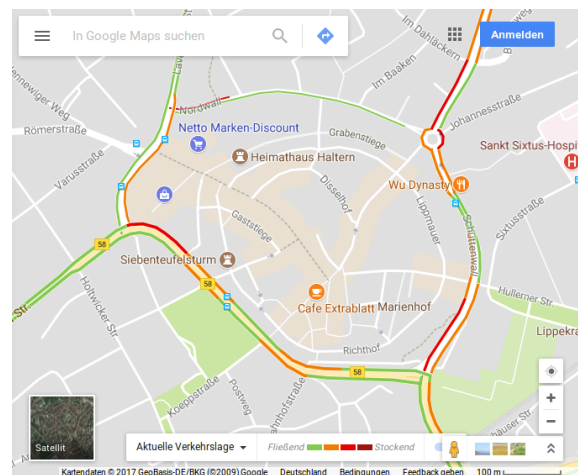 In Google Maps suchen
Anmelden
Im Dahläckern
Im Baaken
Johannesstraße
Nordwall
Römerstraße
Varusstraße
Netto Marken-Discount
Grabenstiege
Sankt Sixtus-Hospi
H
Heimathaus Haltern
Wu Dynasty
Disselhof
Lippmauer
Gaststiege
Schüttenwall
Sixtusstraße
58
Siebenteufelsturm
58
Holtwicker Str.
Str.
Cafe Extrablatt
Marienhof
Hullerner Str.
Lippekra
Richthof
58
Koeppstraße
Postweg
Satellit
Aktuelle Verkehrslage
Fließend
Stockend
Kartendaten © 2017 GeoBasis-DE/BKG (©2009) Google Deutschland Bedingungen Feedback geben 100 m